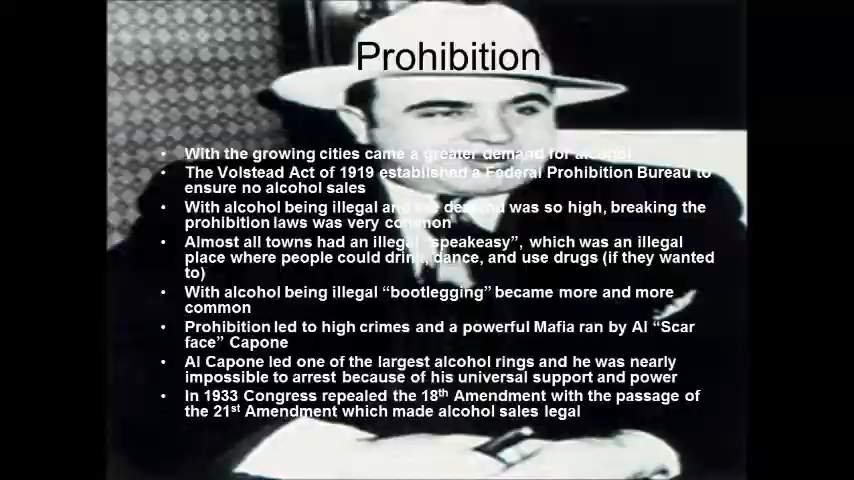 Prohibition
• With the growing cities came a greater demand for alcohol
• The Volstead Act of 1919 established a Federal Prohibition Bureau to
ensure no alcohol sales
• With alcohol being illegal and the demand was so high, breaking the
prohibition laws was very common
• Almost all towns had an illegal “speakeasy”, which was an illegal
place where people could drink, dance, and use drugs (if they wanted
to)
• With alcohol being illegal “bootlegging” became more and more
common
• Prohibition led to high crimes and a powerful Mafia ran by Al “Scar
face” Capone
• Al Capone led one of the largest alcohol rings and he was nearly
impossible to arrest because of his universal support and power
• In 1933 Congress repealed the 18th Amendment with the passage of
the 21st Amendment which made alcohol sales legal